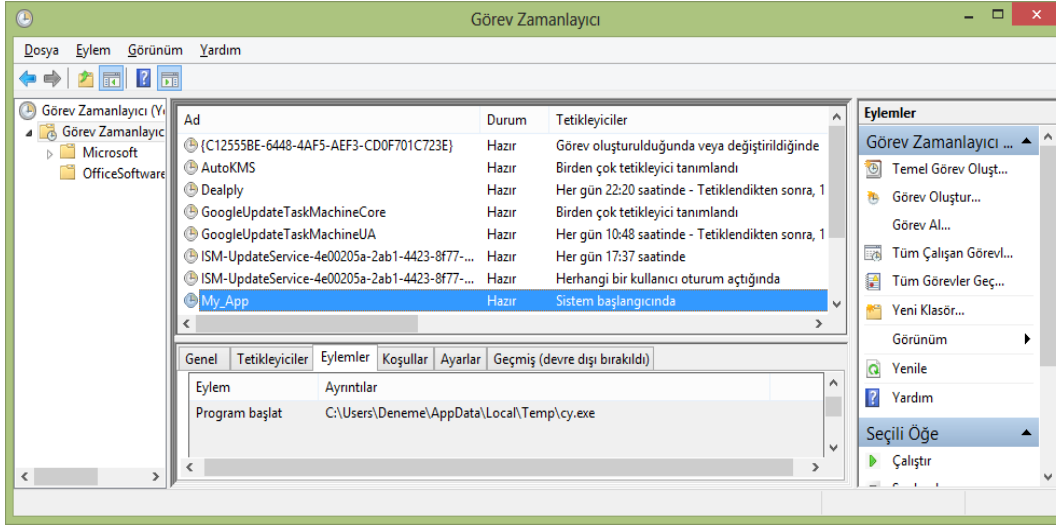 Görev Zamanlayıcı
Dosya Eylem Görünüm Yardım
Görev Zamanlayıcı (Y
Görev Zamanlayıc
Microsoft
OfficeSoftware
Ad Durum Tetikleyiciler
{C12555BE-6448-4AF5-AEF3-CD0F701C723E} Hazır Görev oluşturulduğunda veya değiştirildiğinde
AutoKMS Hazır Birden çok tetikleyici tanımlandı
Dealply Hazır Her gün 22:20 saatinde - Tetiklendikten sonra, 1
GoogleUpdateTaskMachineCore Hazır Birden çok tetikleyici tanımlandı
GoogleUpdateTaskMachineUA Hazır Her gün 10:48 saatinde - Tetiklendikten sonra, 1
ISM-UpdateService-4e00205a-2ab1-4423-8f77-... Hazır Her gün 17:37 saatinde
ISM-UpdateService-4e00205a-2ab1-4423-8f77-... Hazır Herhangi bir kullanıcı oturum açtığında
My_App Hazır Sistem başlangıcında
Genel Tetikleyiciler Eylemler Koşullar Ayarlar Geçmiş (devre dışı bırakıldı)
Eylem Ayrıntılar
Program başlat C:\Users\Deneme\AppData\Local\Temp\cy.exe
Eylemler
Görev Zamanlayıcı ...
Temel Görev Oluşt...
Görev Oluştur...
Görev Al...
Tüm Çalışan Görevl...
Tüm Görevler Geç...
Yeni Klasör...
Görünüm
Yenile
Yardım
Seçili Öğe
Çalıştır